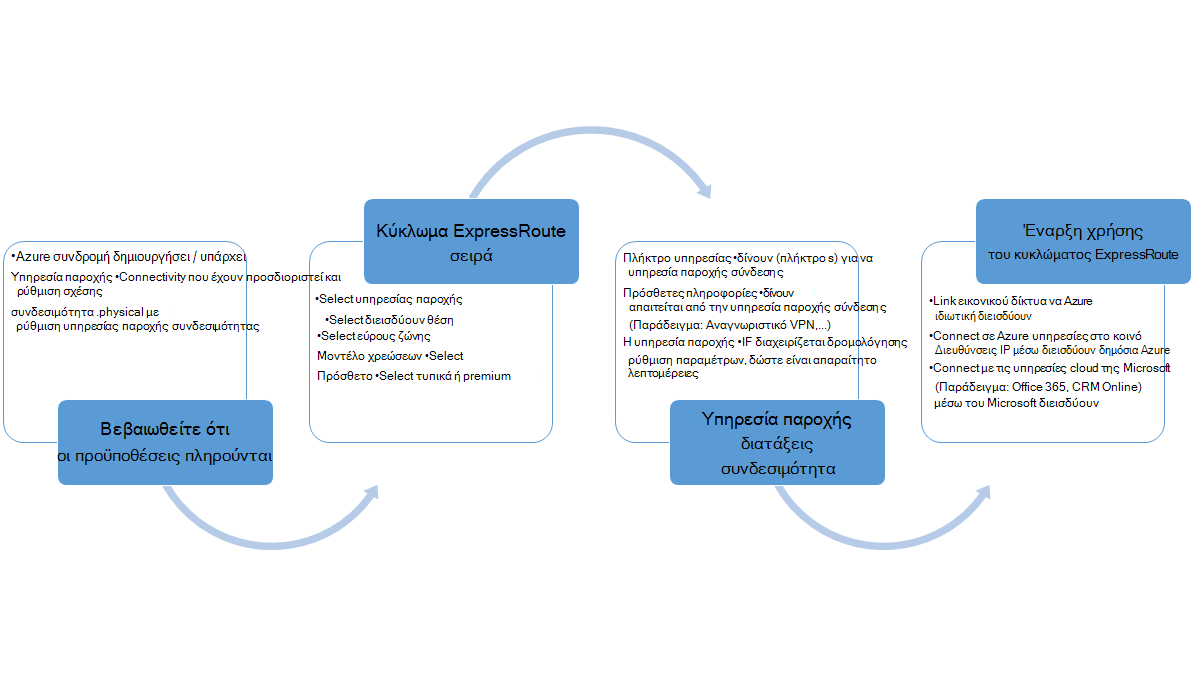 •Azure συνδρομή δημιουργήσει / υπάρχει
Υπηρεσία παροχής •Connectivity που έχουν προσδιοριστεί και
ρύθμιση σχέσης
συνδεσιμότητα .physical με
ρύθμιση υπηρεσίας παροχής συνδεσιμότητας
Βεβαιωθείτε ότι
οι προϋποθέσεις πληρούνται
Κύκλωμα ExpressRoute
σειρά
•Select υπηρεσίας παροχής
•Select διεισδύουν θέση
•Select εύρους ζώνης
Μοντέλο χρεώσεων •Select
Πρόσθετο •Select τυπικά ή premium
Πλήκτρο υπηρεσίας •δίνουν (πλήκτρο s) για να
υπηρεσία παροχής σύνδεσης
Πρόσθετες πληροφορίες •δίνουν
απαιτείται από την υπηρεσία παροχής σύνδεσης
(Παράδειγμα: Αναγνωριστικό VPN,...)
Η υπηρεσία παροχής •IF διαχειρίζεται δρομολόγησης
ρύθμιση παραμέτρων, δώστε είναι απαραίτητο
λεπτομέρειες
Υπηρεσία παροχής
διατάξεις
συνδεσιμότητα
Έναρξη χρήσης
του κυκλώματος ExpressRoute
•Link εικονικού δίκτυα να Azure
ιδιωτική διεισδύουν
•Connect σε Azure υπηρεσίες στο κοινό
Διευθύνσεις IP μέσω διεισδύουν δημόσια Azure
•Connect με τις υπηρεσίες cloud της Microsoft
(Παράδειγμα: Office 365, CRM Online)
μέσω του Microsoft διεισδύουν